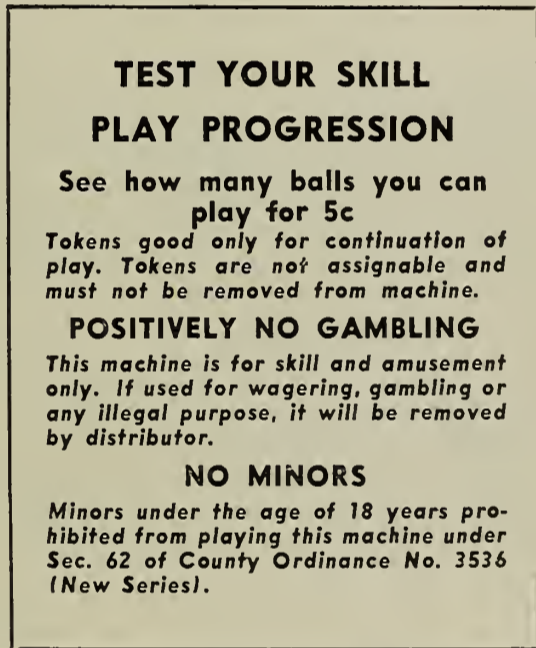 TEST YOUR SKILL
PLAY PROGRESSION
See how many balls you can
play for 5c
Tokens good only for continuation of
play. Tokens are not assignable and
must not be removed from machine.
POSITIVELY NO GAMBLING
This machine is for skill and amusement
only. If used for wagering, gambling or
any illegal purpose, it will be removed
by distributor.
NO MINORS
Minors under the age of 18 years pro-
hibited from playing this machine under
Sec. 62 of County Ordinance No. 3536
(New Series).